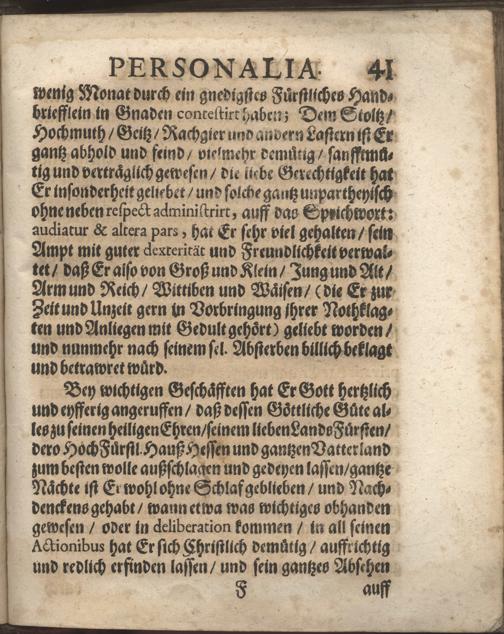 PERSONALIA. 41
wenig Monat durch ein gnedigstes Fürstliches Hand-
briefflein in Gnaden contestirt haben; Dem Stoltz/
Hochmuth/ Geitz/ Rachgier und andern Lastern ist Er
gantz abhold und feind/ vielmehr demütig/ sanfftmü-
tig und verträglich gewesen/ die liebe Gerechtigkeit hat
Er insonderheit geliebet/ und solche gantz unpartheyisch
ohne neben respect administrirt, auff das Sprichwort:
audiatur & altera pars, hat Er sehr viel gehalten/ sein
Ampt mit guter dexterität und Freundlichkeit verwal-
tet/ daß Er also von Groß und Klein/ Jung und Alt/
Arm und Reich/ Wittiben und Wäisen/ (die Er zur
Zeit und Unzeit gern in Vorbringung ihrer Nothklag-
ten und Anliegen mit Gedult gehört) geliebt worden/
und nunmehr nach seinem sel. Absterben billich beklagt
und betrawret würd.
Bey wichtigen Geschäfften hat Er Gott hertzlich
und eyfferig angeruffen/ daß dessen Göttliche Güte al-
les zu seinen heiligen Ehren/ seinem lieben LandsFürsten/
dero HochFürstl. Hauß Hessen und gantzen Vatterland
zum besten wolle außschlagen und gedeyen lassen/ gantze
Nächte ist Er wohl ohne Schlaf geblieben/ und Nach-
denckens gehabt/ wann etwa was wichtiges obhanden
gewesen/ oder in deliberation kommen/ in all seinen
Actionibus hat Er sich Christlich demütig/ auffrichtig
und redlich erfinden lassen/ und sein gantzes Absehen
F auff